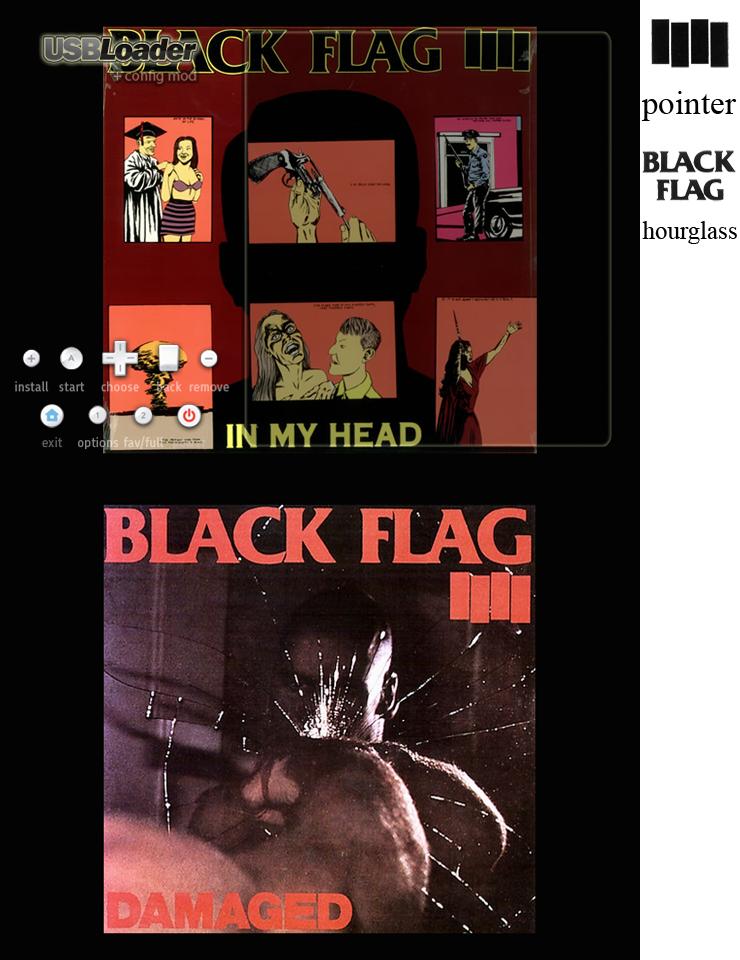 USBLoader
+ config mod
BLACK FLAG
IN MY HEAD
install start choose back remove
exit options fav/full
BLACK FLAG
DAMAGED
pointer
BLACK
FLAG
hourglass